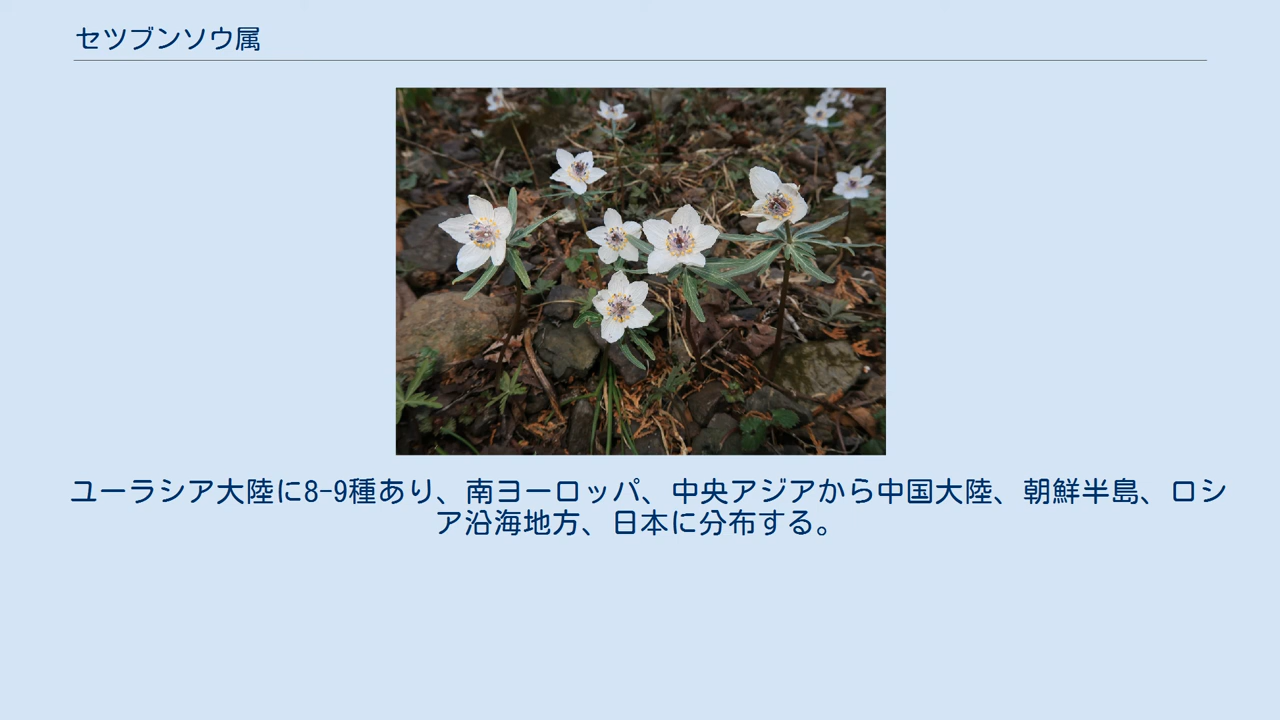 セツブンソウ属
ユーラシア大陸に8-9種あり、南ヨーロッパ、中央アジアから中国大陸、朝鮮半島、ロシ
ア沿海地方、日本に分布する。